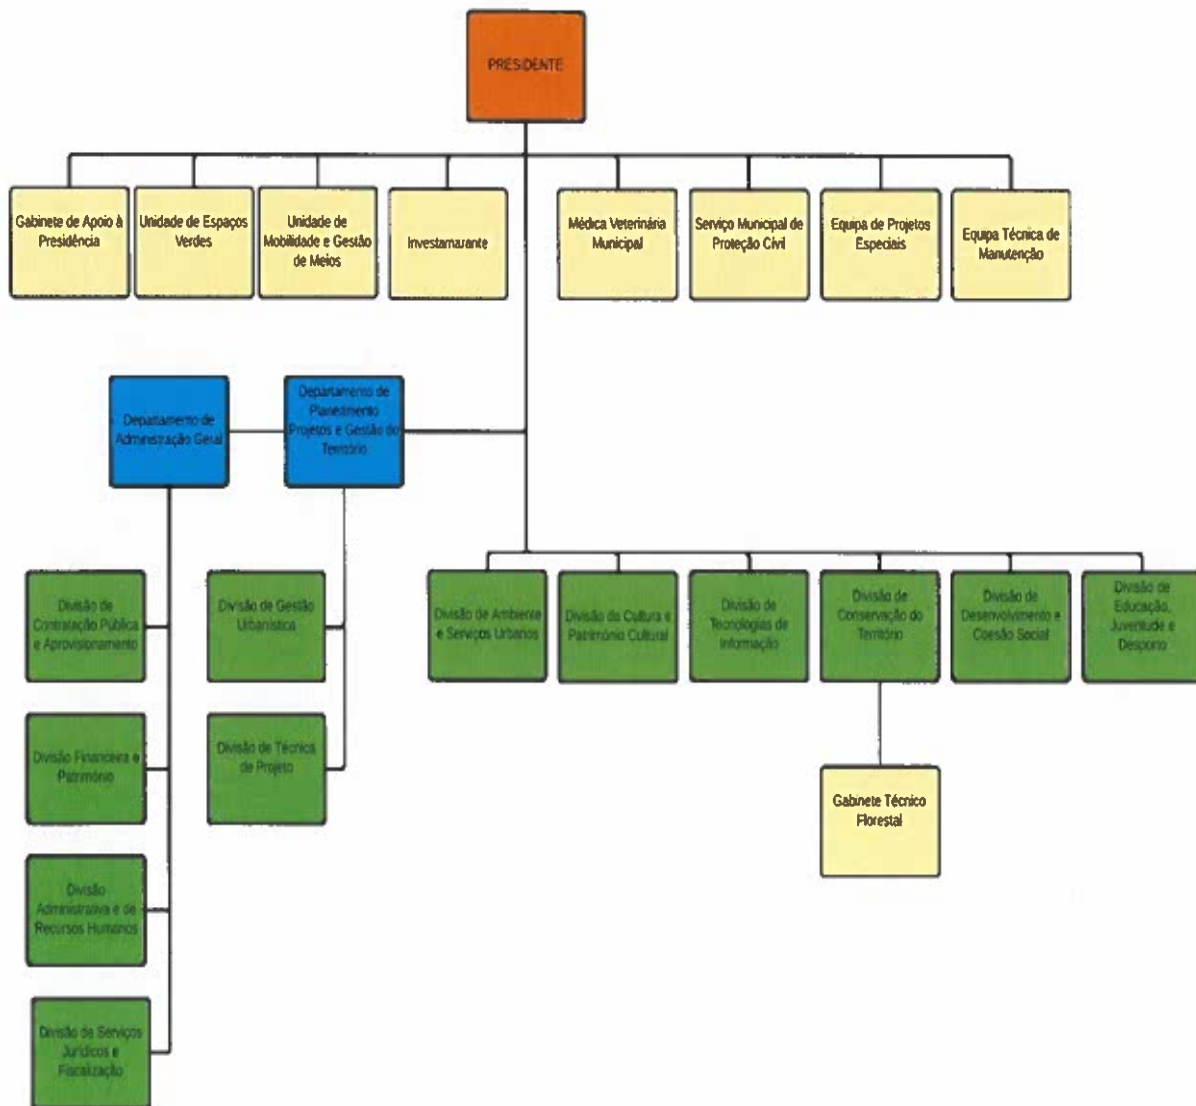 PRESIDENTE
Gabinete de Apoio à
Presidência
Unidade de Espaços
Verdes
Unidade de
Mobilidade e Gestão
de Meios
Investamarante
Médica Veterinária
Municipal
Serviço Municipal de
Proteção Civil
Equipa de Projetos
Especiais
Equipa Técnica de
Manutenção
Departamento de
Administração Geral
Departamento de
Planeamento
Projetos e Gestão do
Território
Divisão de
Contratação Pública
e Aprovisionamento
Divisão de Gestão
Urbanística
Divisão de Ambiente
e Serviços Urbanos
Divisão da Cultura e
Património Cultural
Divisão de
Tecnologias de
Informação
Divisão de
Conservação do
Território
Divisão de
Desenvolvimento e
Coesão Social
Divisão de
Educação,
Juventude e
Desporto
Divisão Financeira e
Património
Divisão de Técnica
de Projeto
Gabinete Técnico
Florestal
Divisão
Administrativa e de
Recursos Humanos
Divisão de Serviços
Jurídicos e
Fiscalização